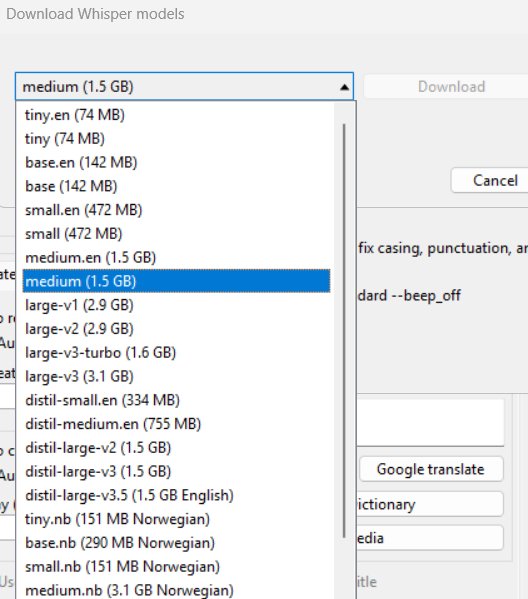 Download Whisper models
medium (1.5 GB)
Download
tiny.en (74 MB)
tiny (74 MB)
base.en (142 MB)
base (142 MB)
Cancel
small.en (472 MB)
small (472 MB)
fix casing, punctuation,
medium.en (1.5 GB)
medium (1.5 GB)
--beep_off
large-v1 (2.9 GB)
large-v2 (2.9 GB)
large-v3-turbo (1.6 GB)
large-v3 (3.1 GB)
distil-small.en (334 MB)
distil-medium.en (755 MB)
distil-large-v2 (1.5 GB)
distil-large-v3 (1.5 GB)
Google translate
distil-large-v3.5 (1.5 GB English)
tiny.nb (151 MB Norwegian)
base.nb (290 MB Norwegian)
small.nb (151 MB Norwegian)
medium.nb (3.1 GB Norwegian)